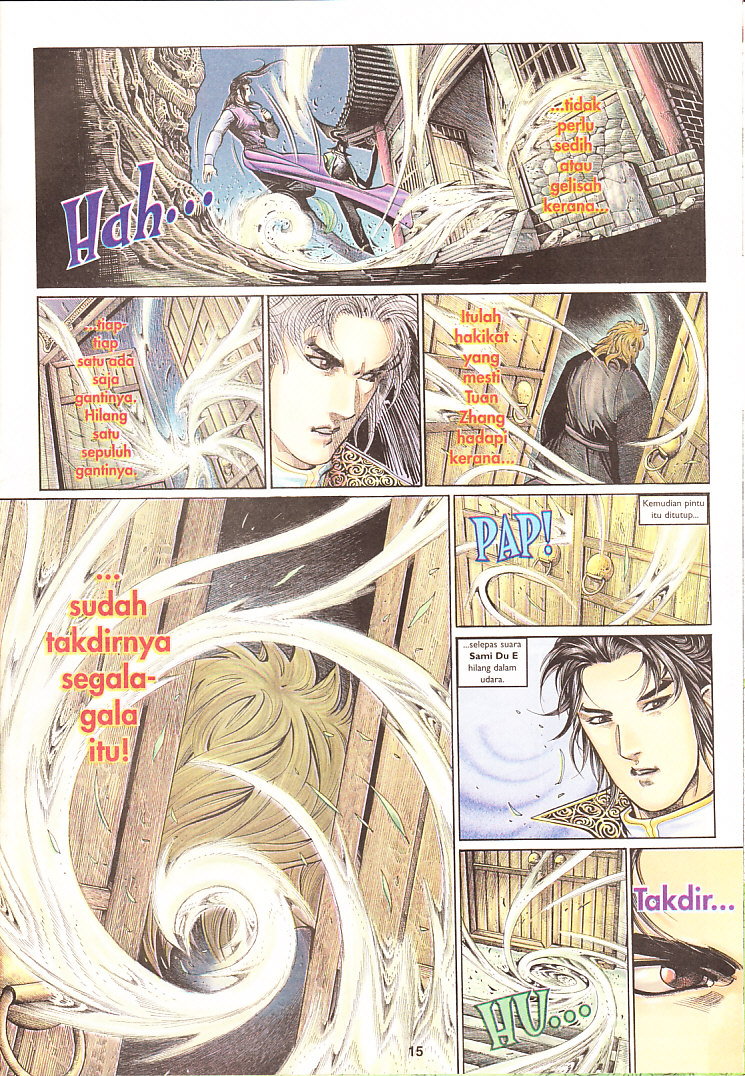 ...tidak
perlu
sedih
atau
gelisah
kerana...
Hah...
...tiap-
tiap
satu ada
saja
gantinya.
Hilang
satu
sepuluh
gantinya.
Itulah
hakikat
yang
mesti
Tuan
Zhang
hadapi
kerana...
...
sudah
takdirnya
segala-
gala
itu!
Kemudian pintu
itu ditutup...
PAP!
...selepas suara
Sami Du E
hilang dalam
udara.
HU...
Takdir...
15